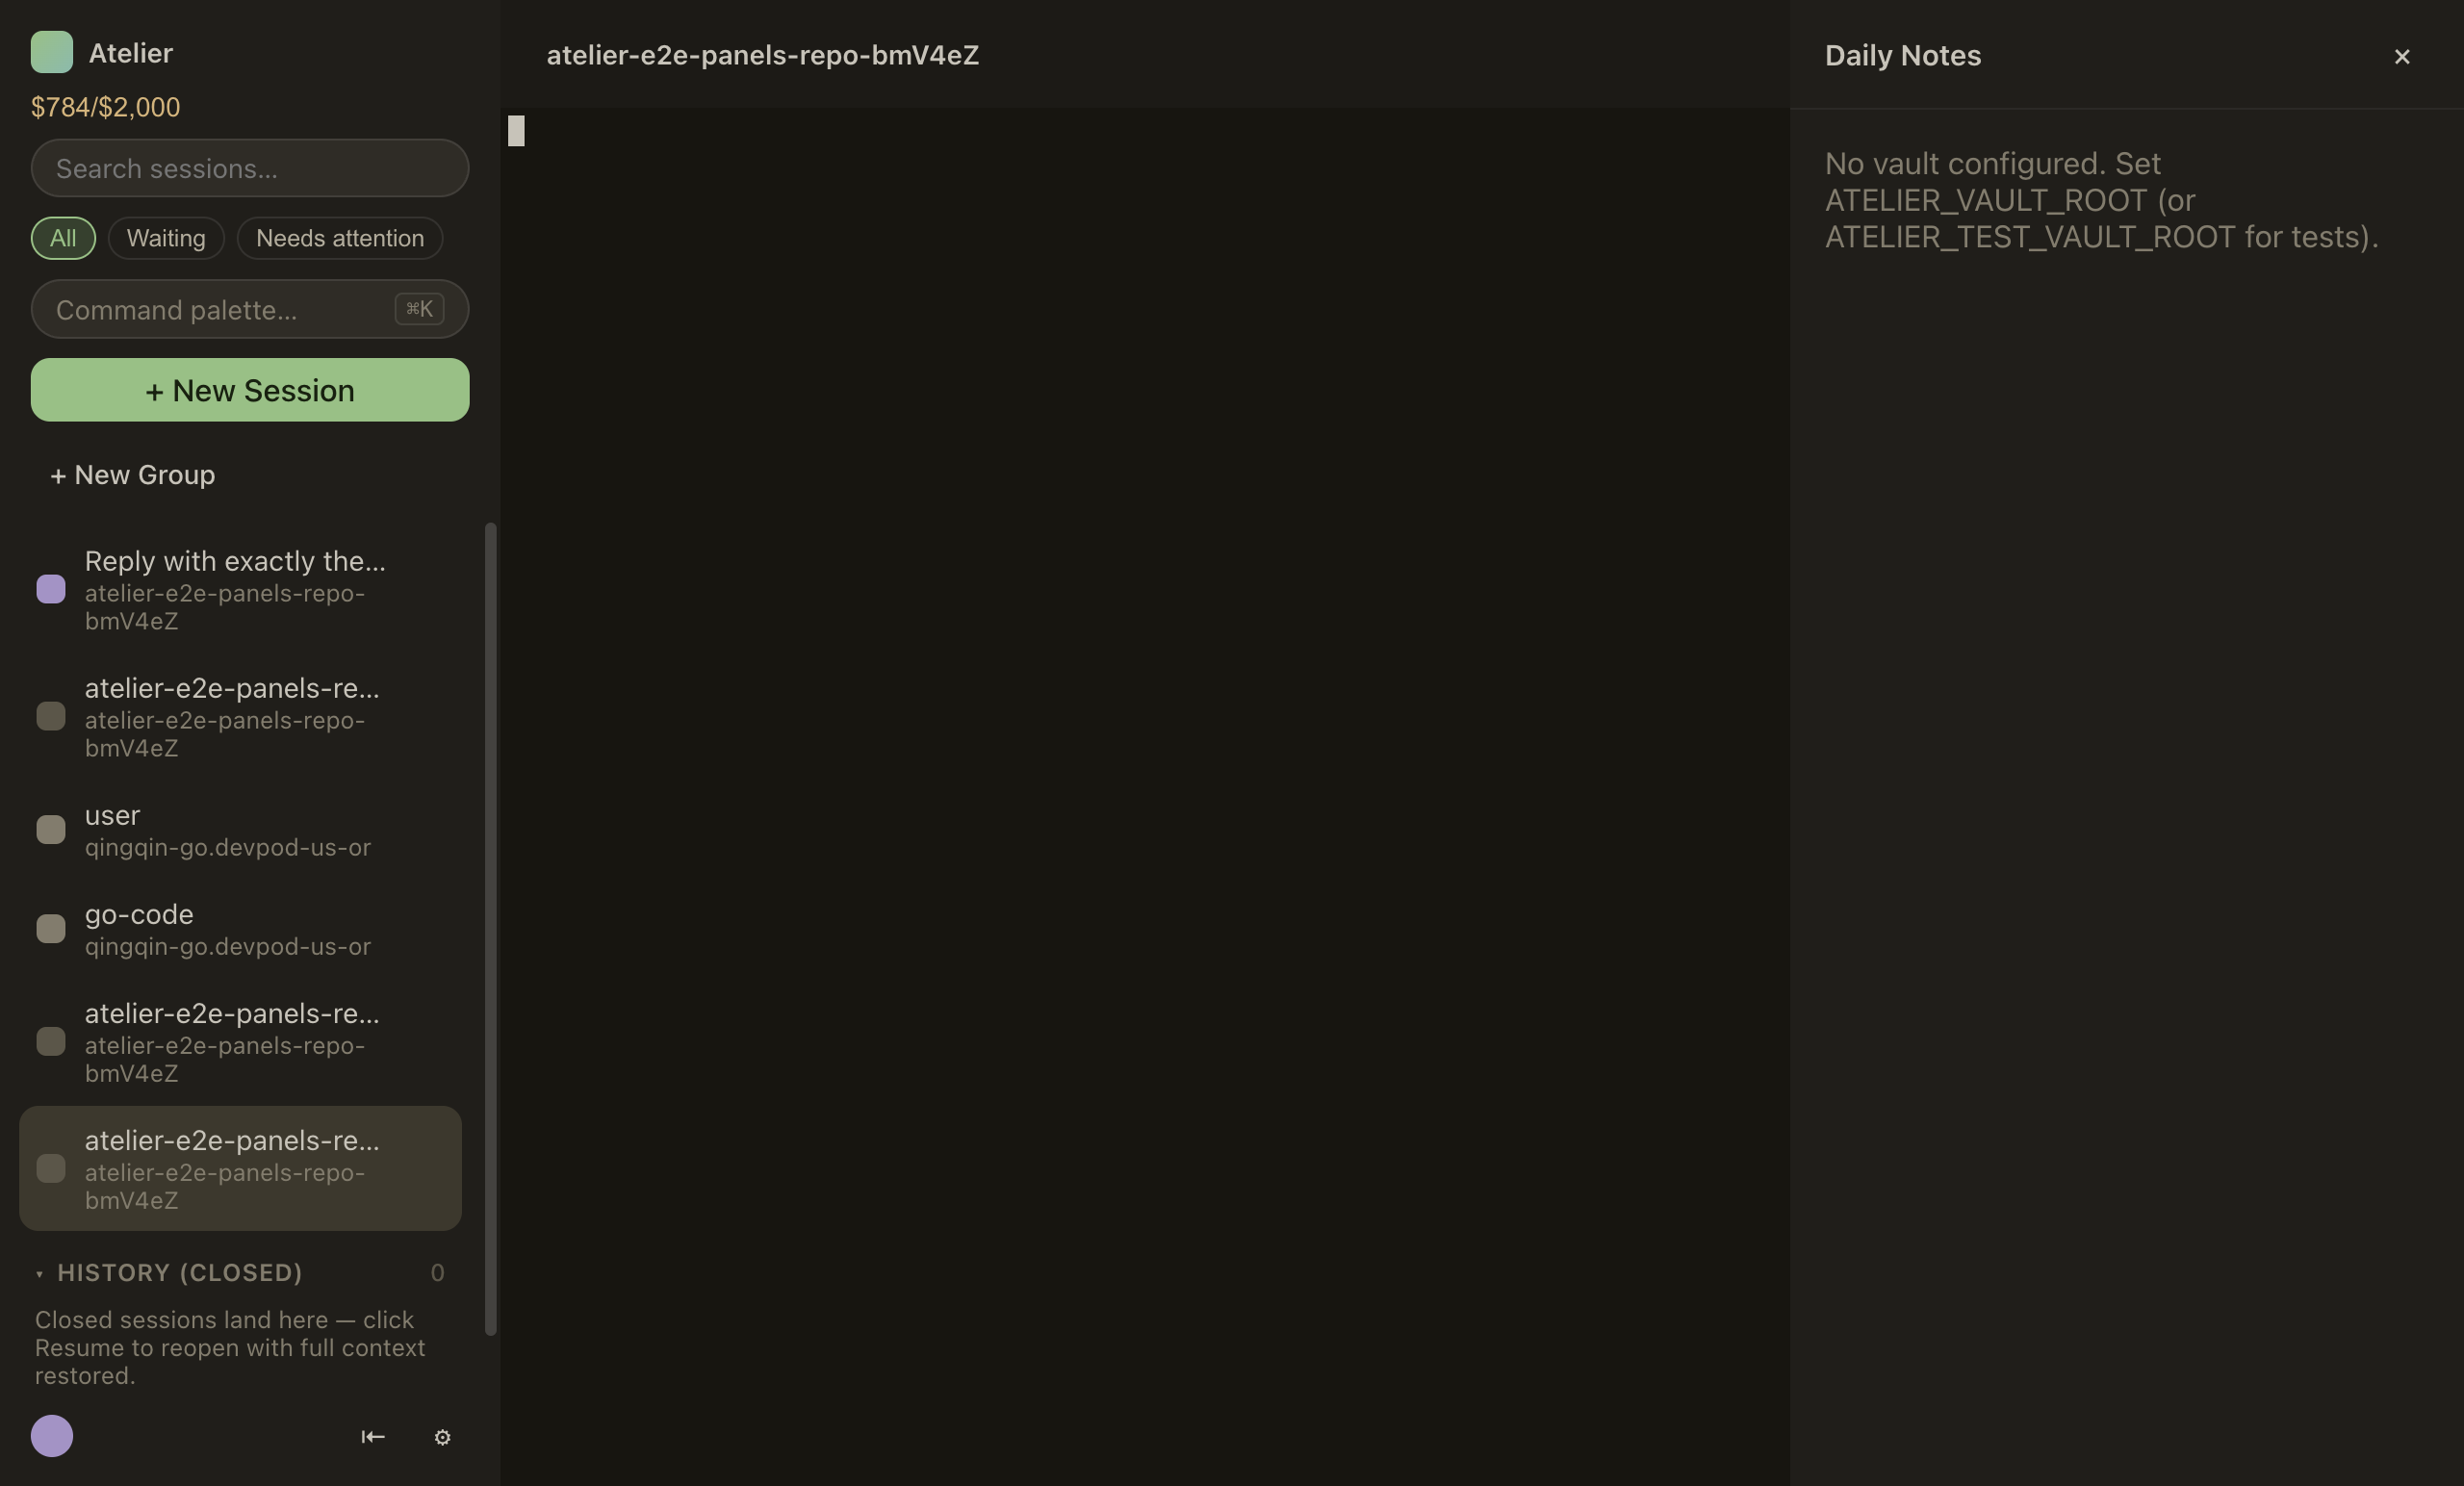 Atelier
$784/$2,000
Search sessions...
All
Waiting
Needs attention
Command palette...
⌘K
+ New Session
+ New Group
Reply with exactly the...
atelier-e2e-panels-repo-
bmV4eZ
atelier-e2e-panels-re...
atelier-e2e-panels-repo-
bmV4eZ
user
qingqin-go.devpod-us-or
go-code
qingqin-go.devpod-us-or
atelier-e2e-panels-re...
atelier-e2e-panels-repo-
bmV4eZ
atelier-e2e-panels-re...
atelier-e2e-panels-repo-
bmV4eZ
HISTORY (CLOSED)
0
Closed sessions land here — click
Resume to reopen with full context
restored.
atelier-e2e-panels-repo-bmV4eZ
Daily Notes
No vault configured. Set
ATELIER_VAULT_ROOT (or
ATELIER_TEST_VAULT_ROOT for tests).